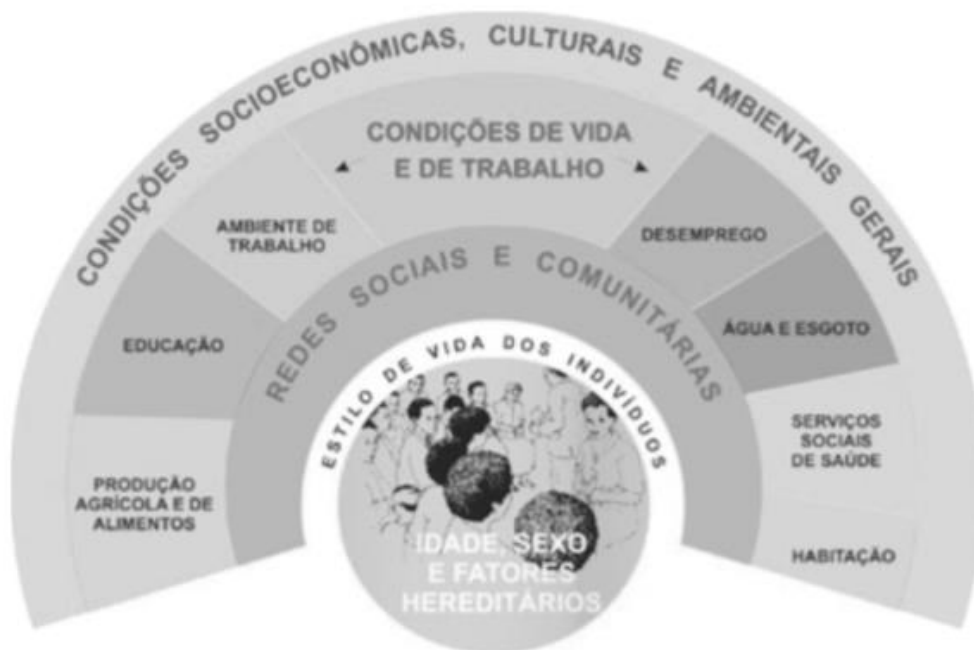 CONDIÇÕES SOCIOECONÔMICAS, CULTURAIS E AMBIENTAIS GERAIS
CONDIÇÕES DE VIDA
E DE TRABALHO
AMBIENTE DE
TRABALHO
DESEMPREGO
EDUCAÇÃO
ÁGUA E ESGOTO
PRODUÇÃO
AGRÍCOLA E DE
ALIMENTOS
SERVIÇOS
SOCIAIS
DE SAÚDE
HABITAÇÃO
REDES SOCIAIS E COMUNITÁRIAS
ESTILO DE VIDA DOS INDIVÍDUOS
IDADE, SEXO
E FATORES
HEREDITÁRIOS